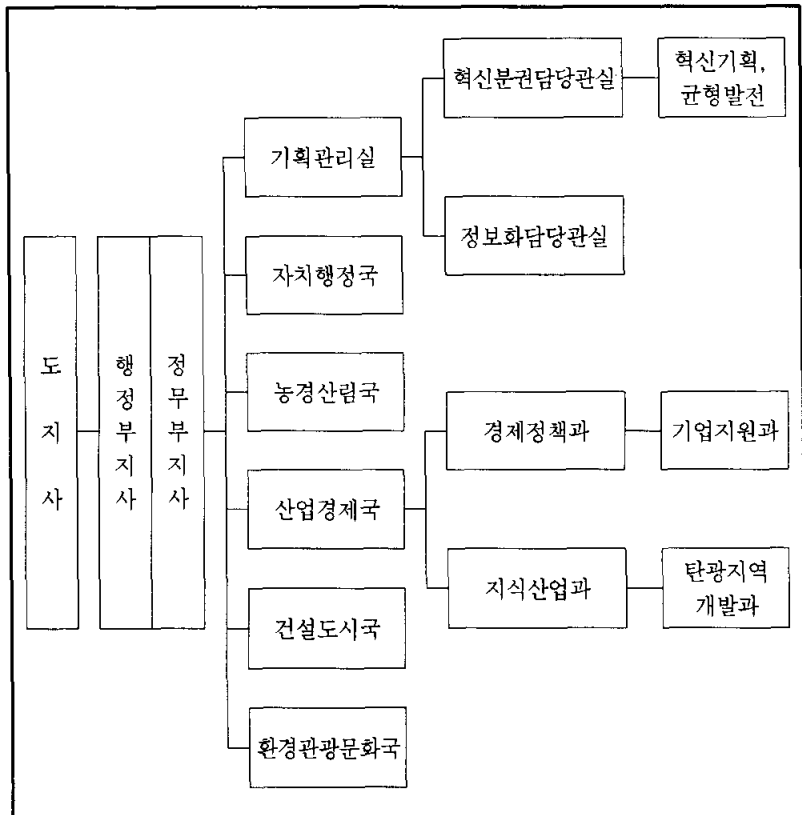 혁신분권담당관실
혁신기획,
균형발전
기획관리실
정보화담당관실
자치행정국
도지사
행정부지사
정무부지사
농경산림국
경제정책과
기업지원과
산업경제국
지식산업과
탄광지역
개발과
건설도시국
환경관광문화국